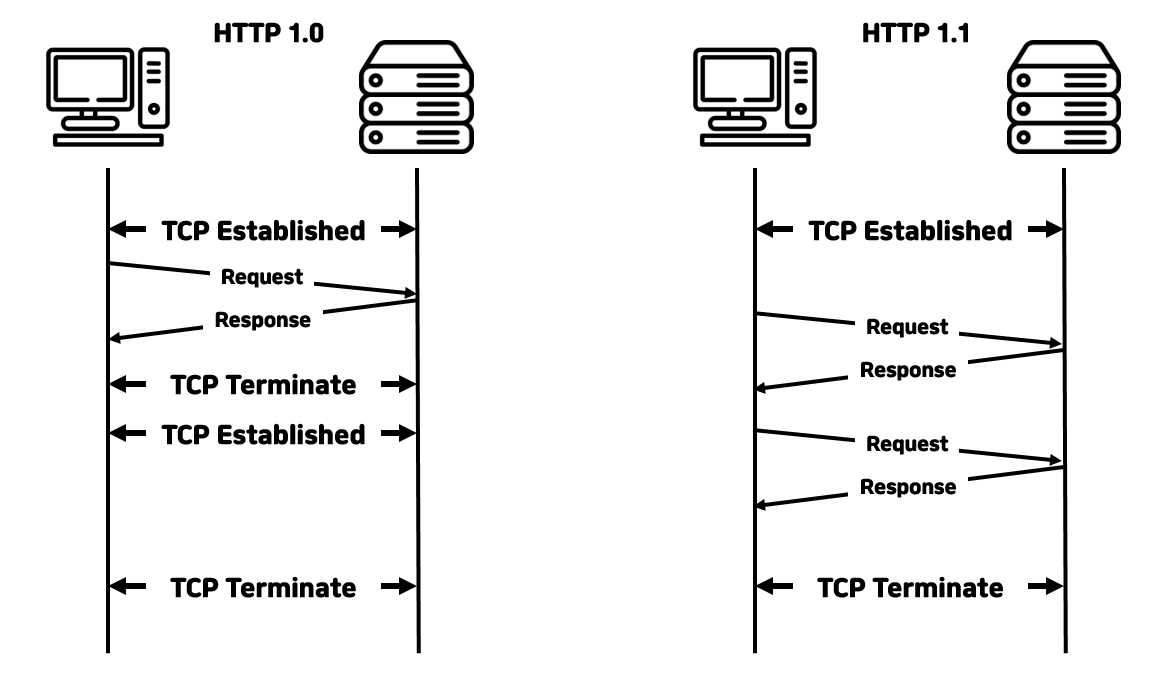 HTTP 1.0
TCP Established
Request
Response
TCP Terminate
TCP Established
TCP Terminate
HTTP 1.1
TCP Established
Request
Response
Request
Response
TCP Terminate